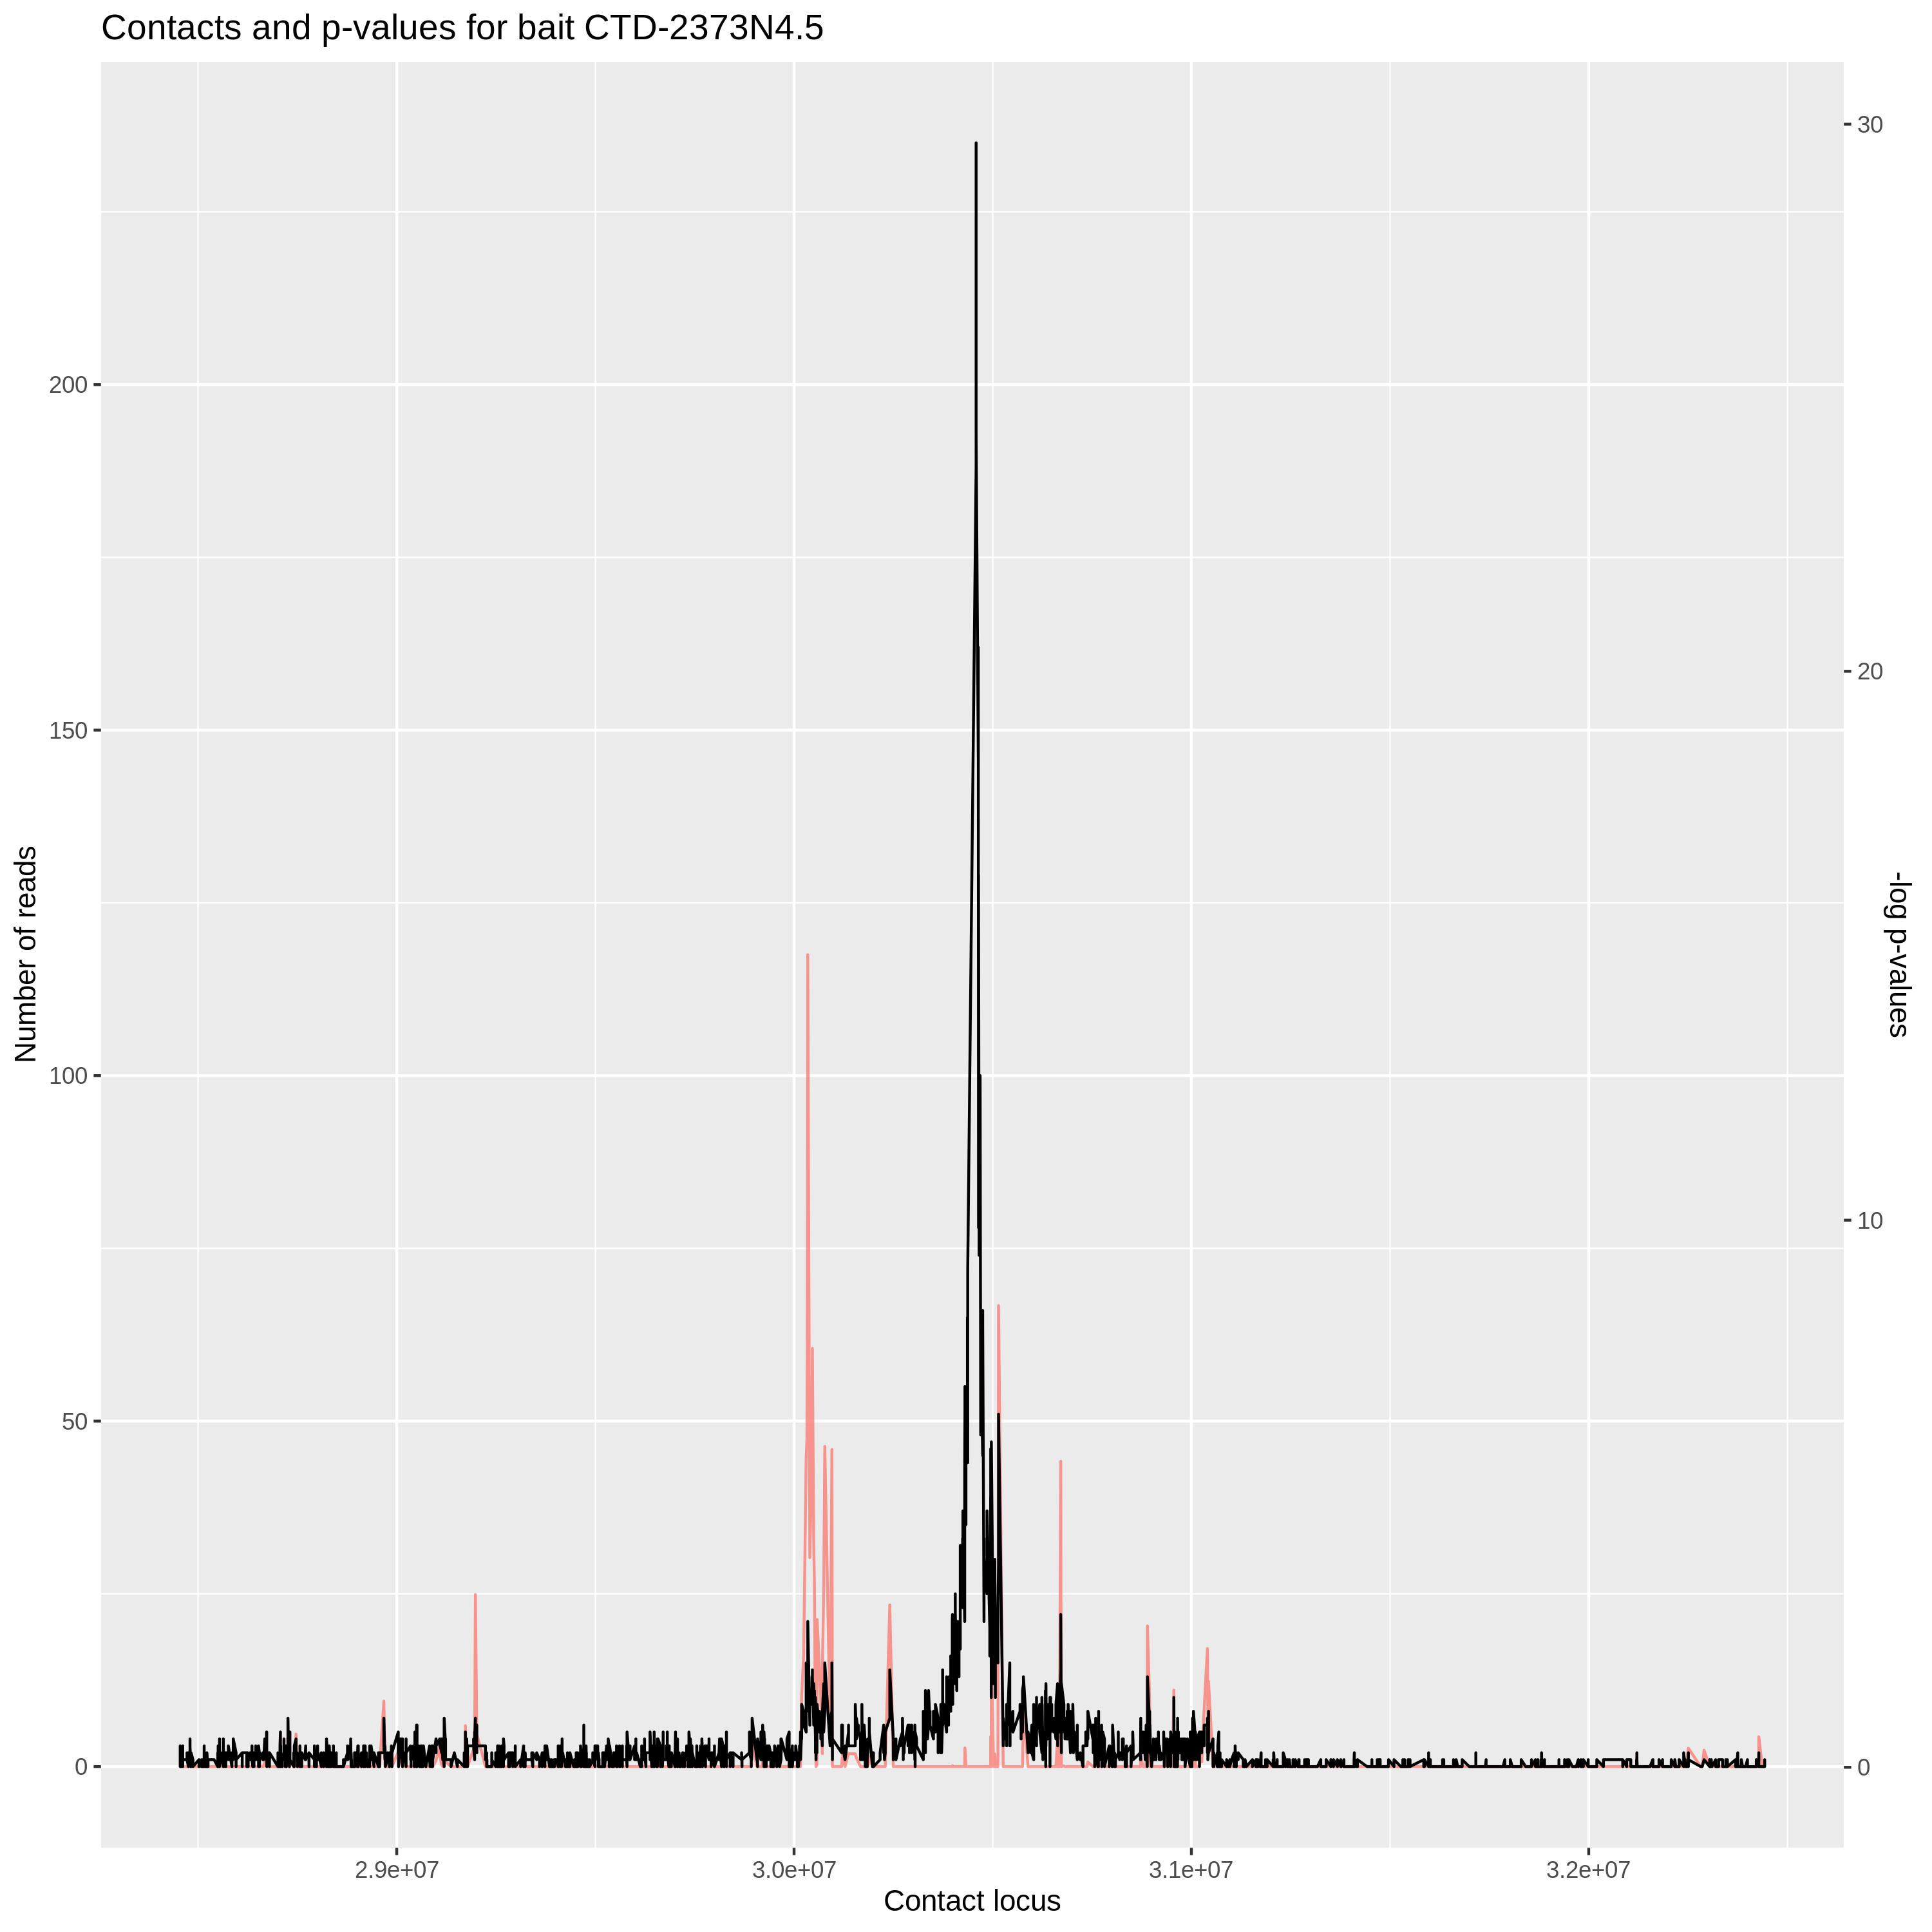 Contacts and p-values for bait CTD-2373N4.5
Number of reads
200
150
100
50
0
30
20
10
0
-log p-values
2.9e+07
3.0e+07
3.1e+07
3.2e+07
Contact locus